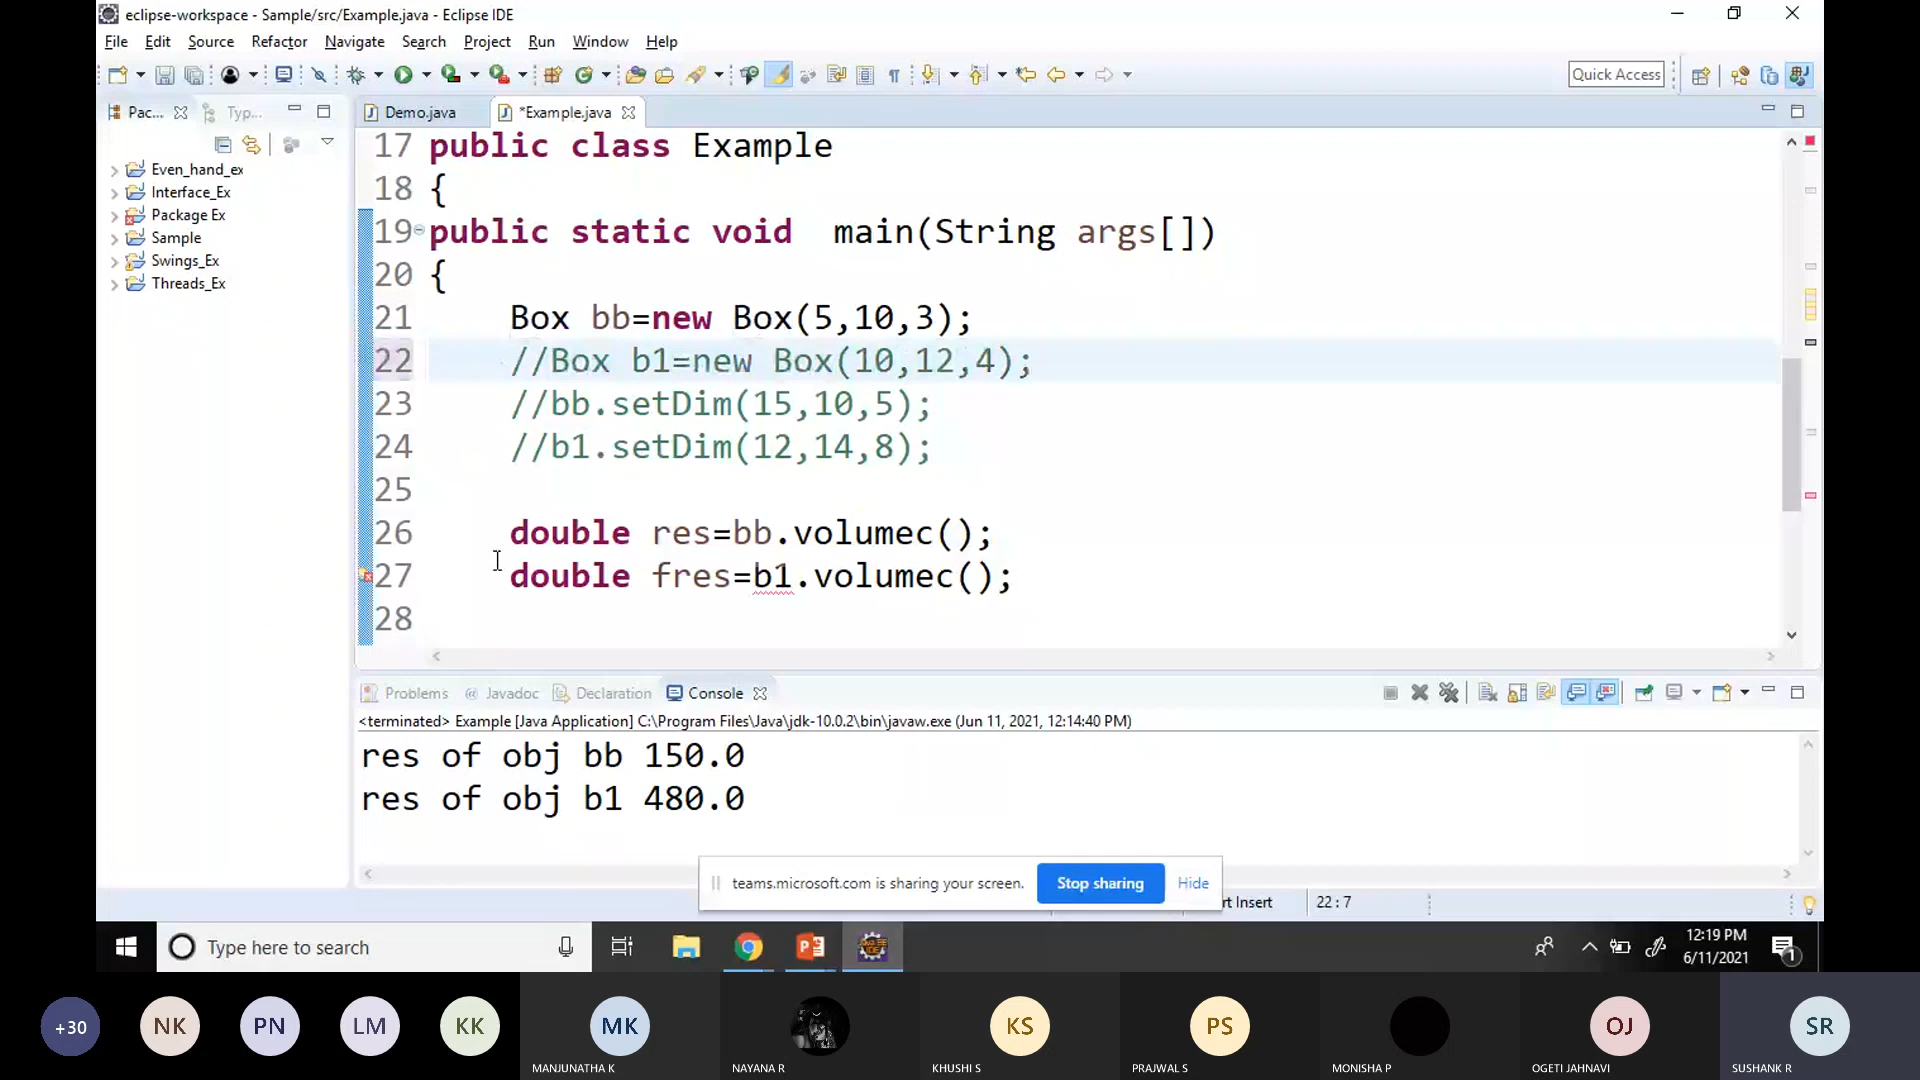 eclipse-workspace - Sample/src/Example.java - Eclipse IDE
File Edit Source Refactor Navigate Search Project Run Window Help
Quick Access
Pac... Typ...
Demo.java *Example.java
Even_hand_ex
Interface_Ex
Package Ex
Sample
Swings_Ex
Threads_Ex
17 public class Example
18 {
19 public static void  main(String args[])
20 {
21 Box bb=new Box(5,10,3);
22 //Box b1=new Box(10,12,4);
23 //bb.setDim(15,10,5);
24 //b1.setDim(12,14,8);
25
26 double res=bb.volumec();
27 double fres=b1.volumec();
28
Problems @ Javadoc Declaration Console
<terminated> Example [Java Application] C:\Program Files\Java\jdk-10.0.2\bin\javaw.exe (Jun 11, 2021, 12:14:40 PM)
res of obj bb 150.0
res of obj b1 480.0
teams.microsoft.com is sharing your screen. Stop sharing Hide
rt Insert 22 : 7
Type here to search
12:19 PM
6/11/2021
1
+30 NK PN LM KK MK KS PS OJ SR
MANJUNATHA K NAYANA R KHUSHI S PRAJWAL S MONISHA P OGETI JAHNAVI SUSHANK R